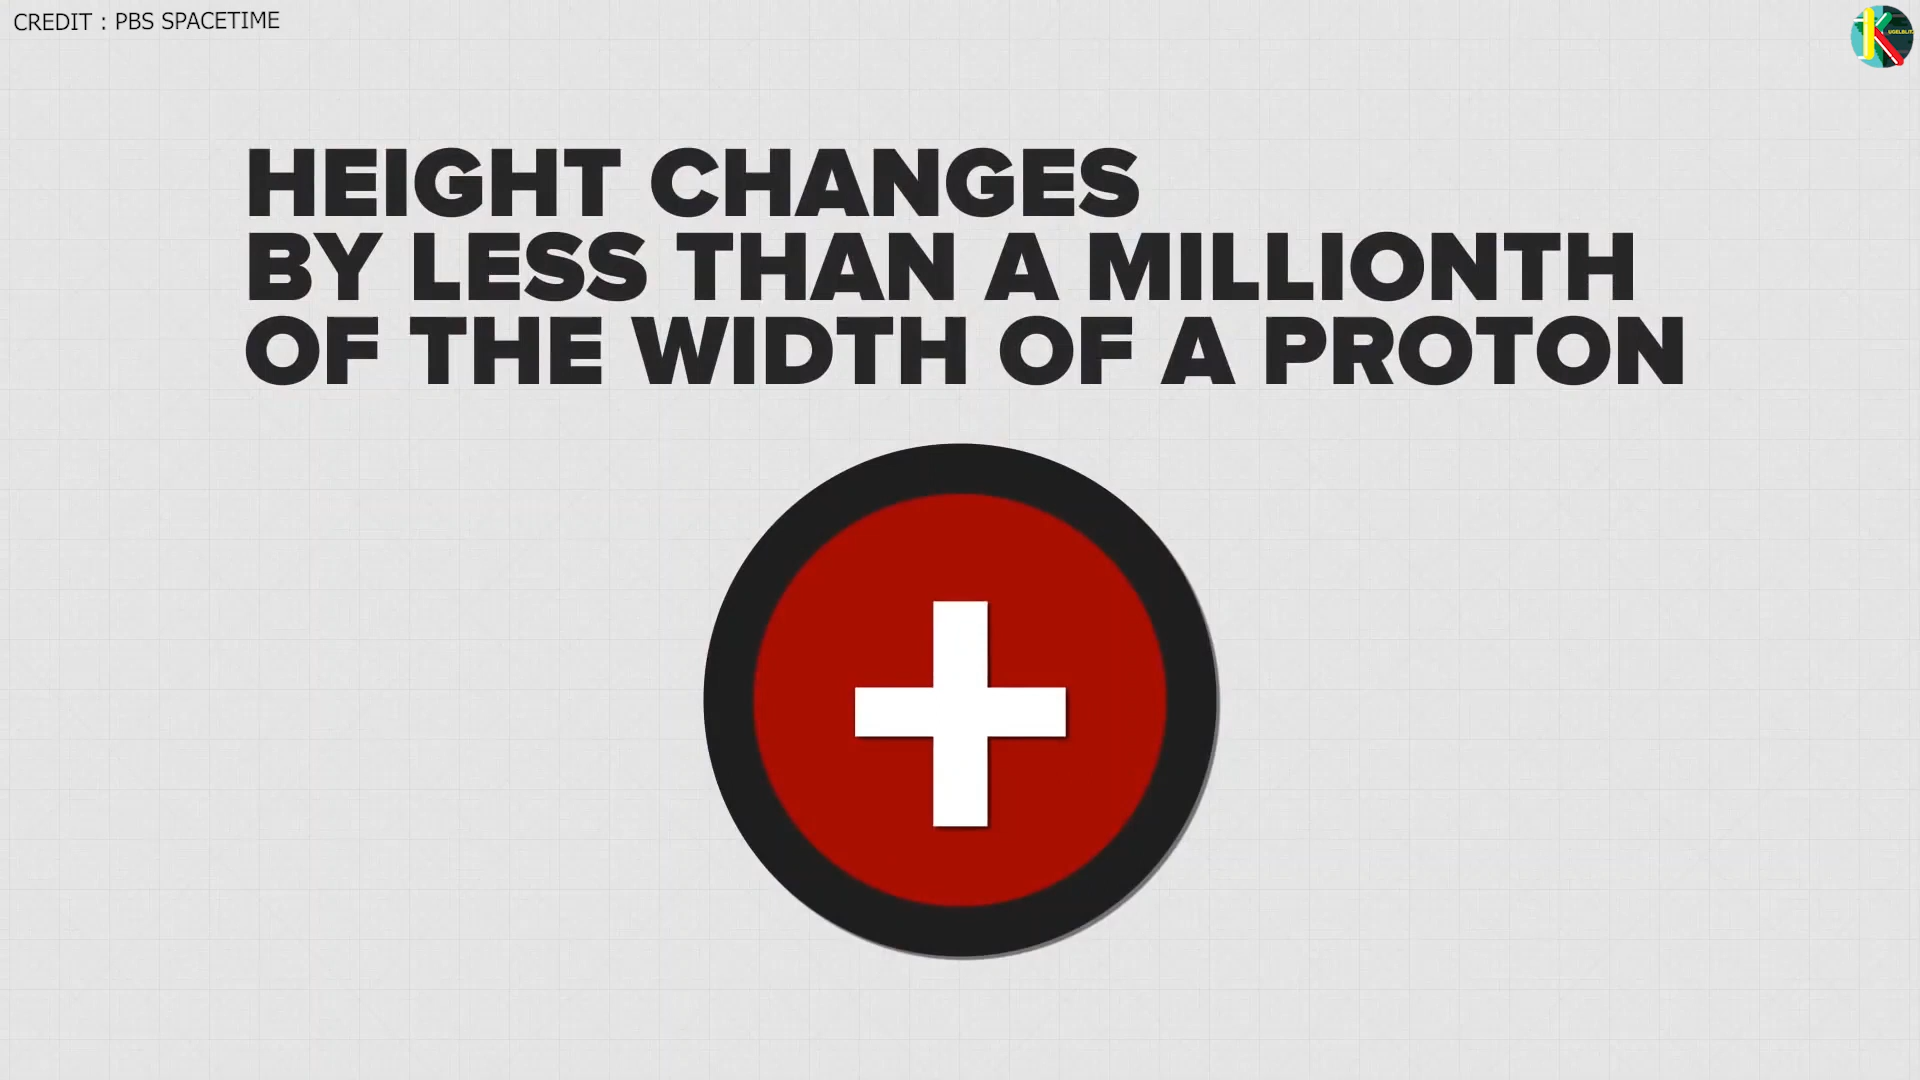 CREDIT : PBS SPACETIME
HEIGHT CHANGES
BY LESS THAN A MILLIONTH
OF THE WIDTH OF A PROTON